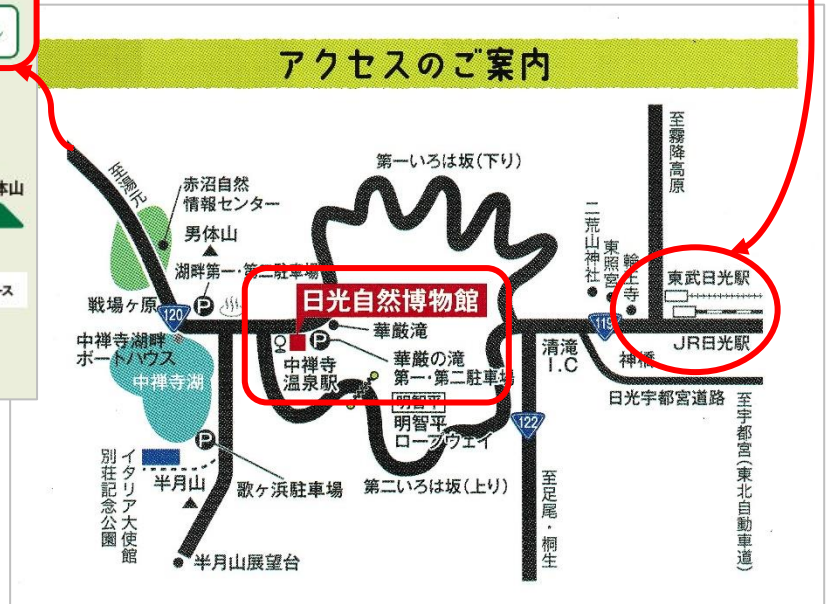 アクセスのご案内
至霧降高原
第一いろは坂(下り)
至湯元
赤沼自然
情報センター
男体山
湖畔第一・第二駐車場
二荒山神社
東照宮
輪王寺
東武日光駅
戦場ヶ原
120
日光自然博物館
華厳滝
119
JR日光駅
中禅寺湖畔
ボートハウス
中禅寺
温泉駅
華厳の滝
第一・第二駐車場
清滝
I.C
神橋
中禅寺湖
明智平
明智平
ロープウェイ
日光宇都宮道路
122
イタリア大使館
別荘記念公園
半月山
歌ヶ浜駐車場
第二いろは坂(上り)
至足尾・桐生
至宇都宮(東北自動車道)
半月山展望台